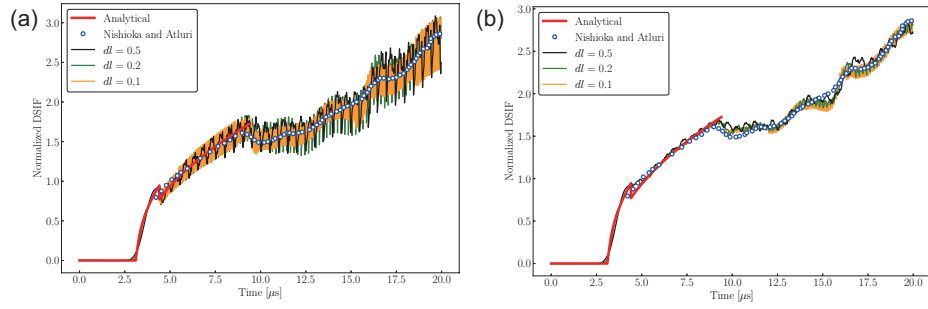 (a)
3.0
2.5
2.0
1.5
1.0
0.5
0.0
Normalized DSIF
Analytical
Nishioka and Atluri
dl = 0.5
dl = 0.2
dl = 0.1
0.0 2.5 5.0 7.5 10.0 12.5 15.0 17.5 20.0
Time [μs]
(b)
3.0
2.5
2.0
1.5
1.0
0.5
0.0
Normalized DSIF
Analytical
Nishioka and Atluri
dl = 0.5
dl = 0.2
dl = 0.1
0.0 2.5 5.0 7.5 10.0 12.5 15.0 17.5 20.0
Time [μs]